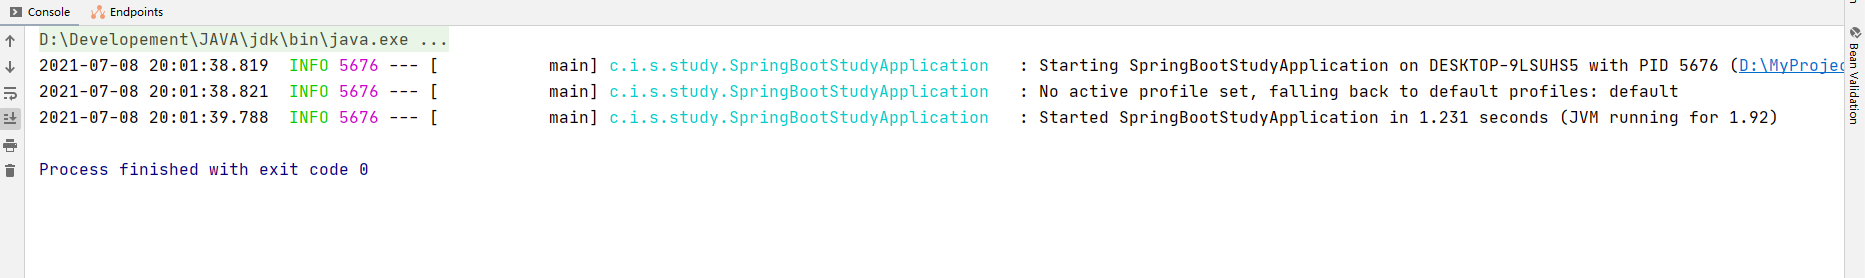 Console Endpoints
D:\Developement\JAVA\jdk\bin\java.exe ...
2021-07-08 20:01:38.819  INFO 5676 --- [           main] c.i.s.study.SpringBootStudyApplication   : Starting SpringBootStudyApplication on DESKTOP-9LSUHS5 with PID 5676 (D:\MyProjec
2021-07-08 20:01:38.821  INFO 5676 --- [           main] c.i.s.study.SpringBootStudyApplication   : No active profile set, falling back to default profiles: default
2021-07-08 20:01:39.788  INFO 5676 --- [           main] c.i.s.study.SpringBootStudyApplication   : Started SpringBootStudyApplication in 1.231 seconds (JVM running for 1.92)
Process finished with exit code 0
Bean Validation